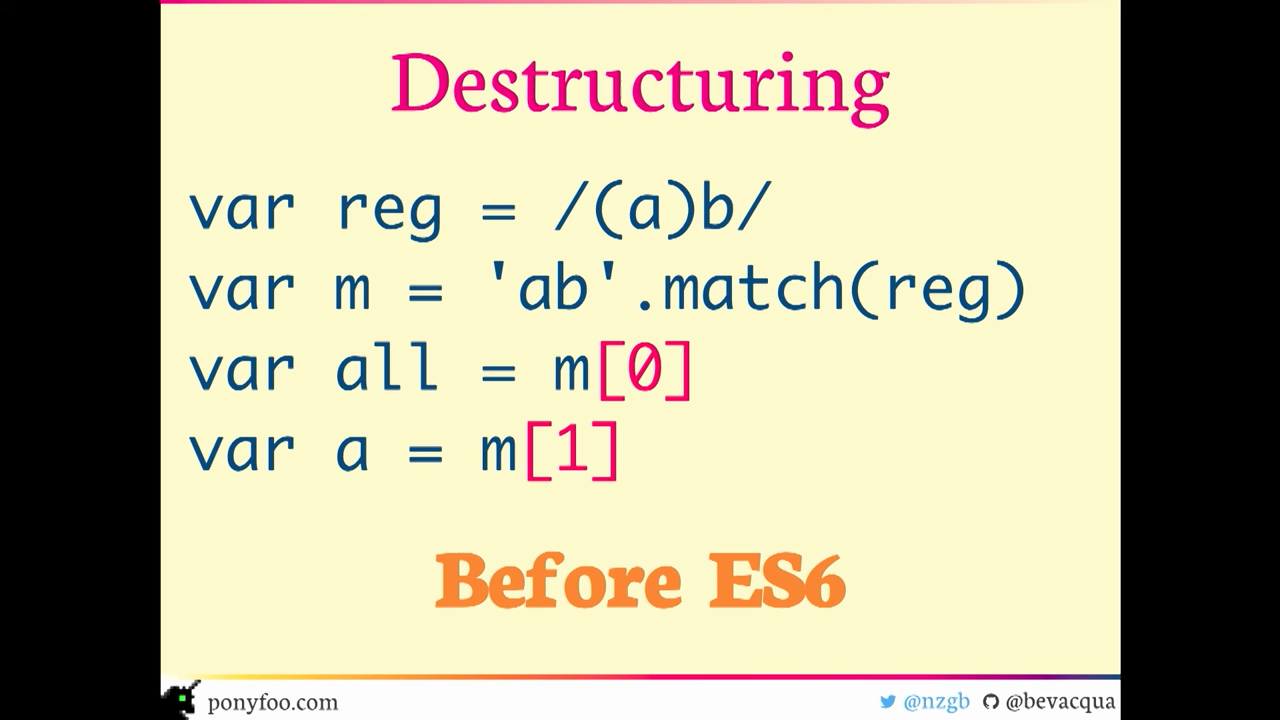 Destructuring
var reg = /(a)b/
var m = 'ab'.match(reg)
var all = m[0]
var a = m[1]
Before ES6
ponyfoo.com
@nzgb @bevacqua